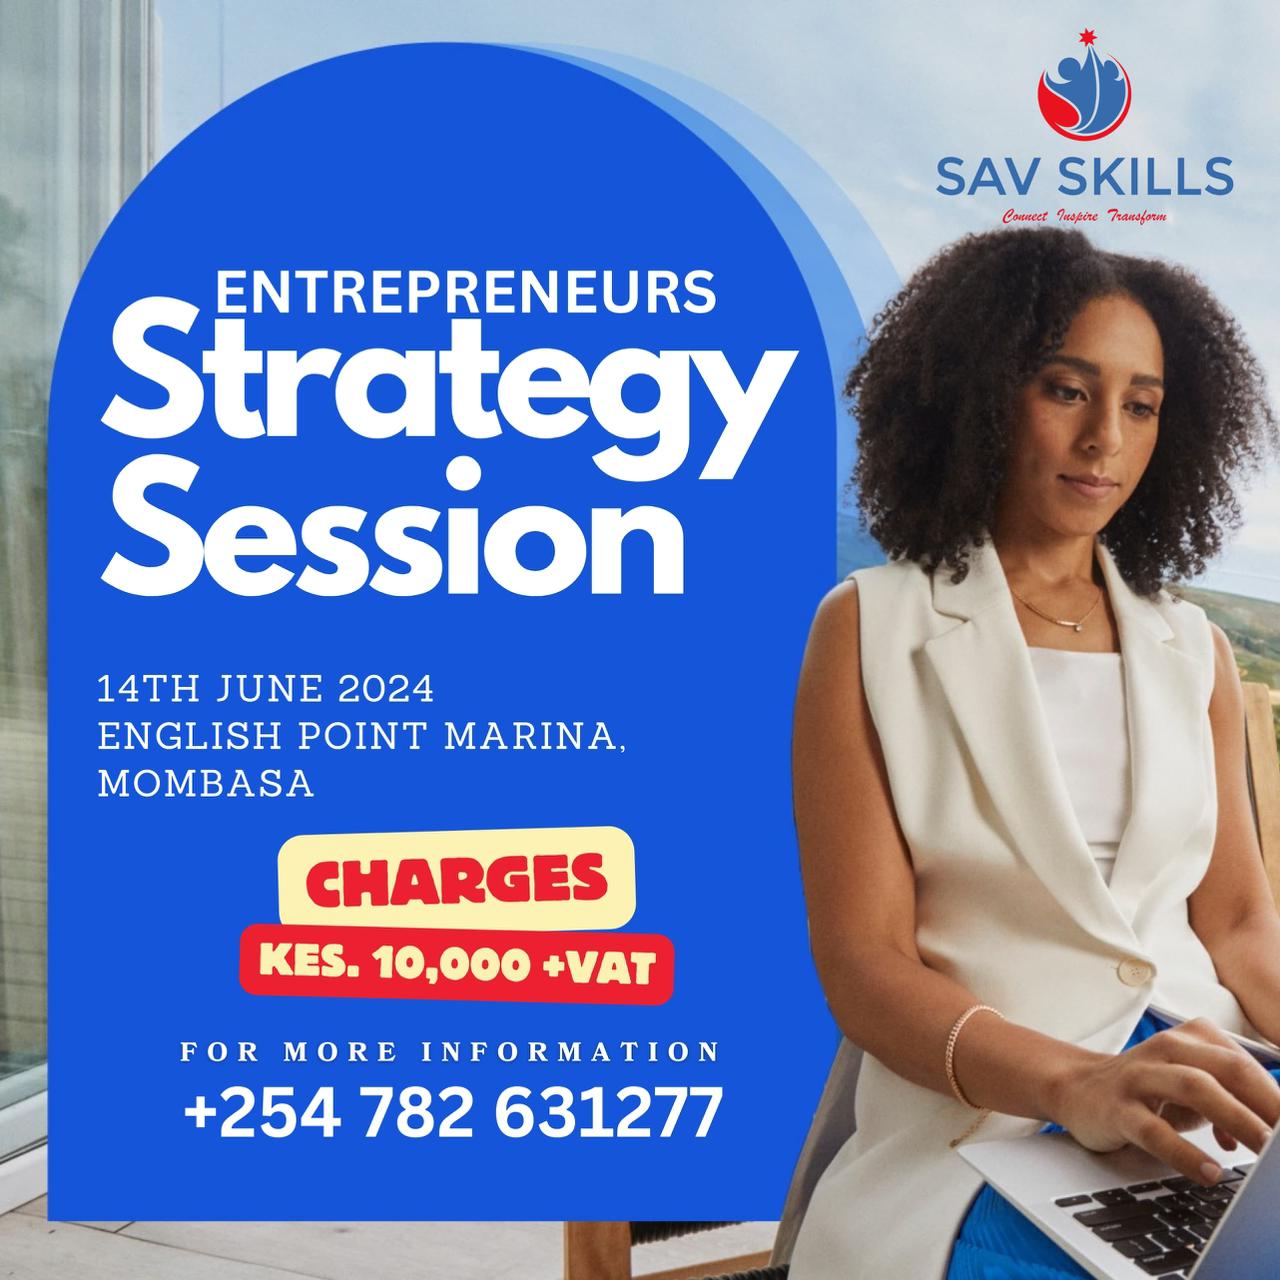 SAV SKILLS
Connect Inspire Transform
ENTREPRENEURS
Strategy
Session
14TH JUNE 2024
ENGLISH POINT MARINA,
MOMBASA
CHARGES
KES. 10,000 +VAT
FOR MORE INFORMATION
+254 782 631277